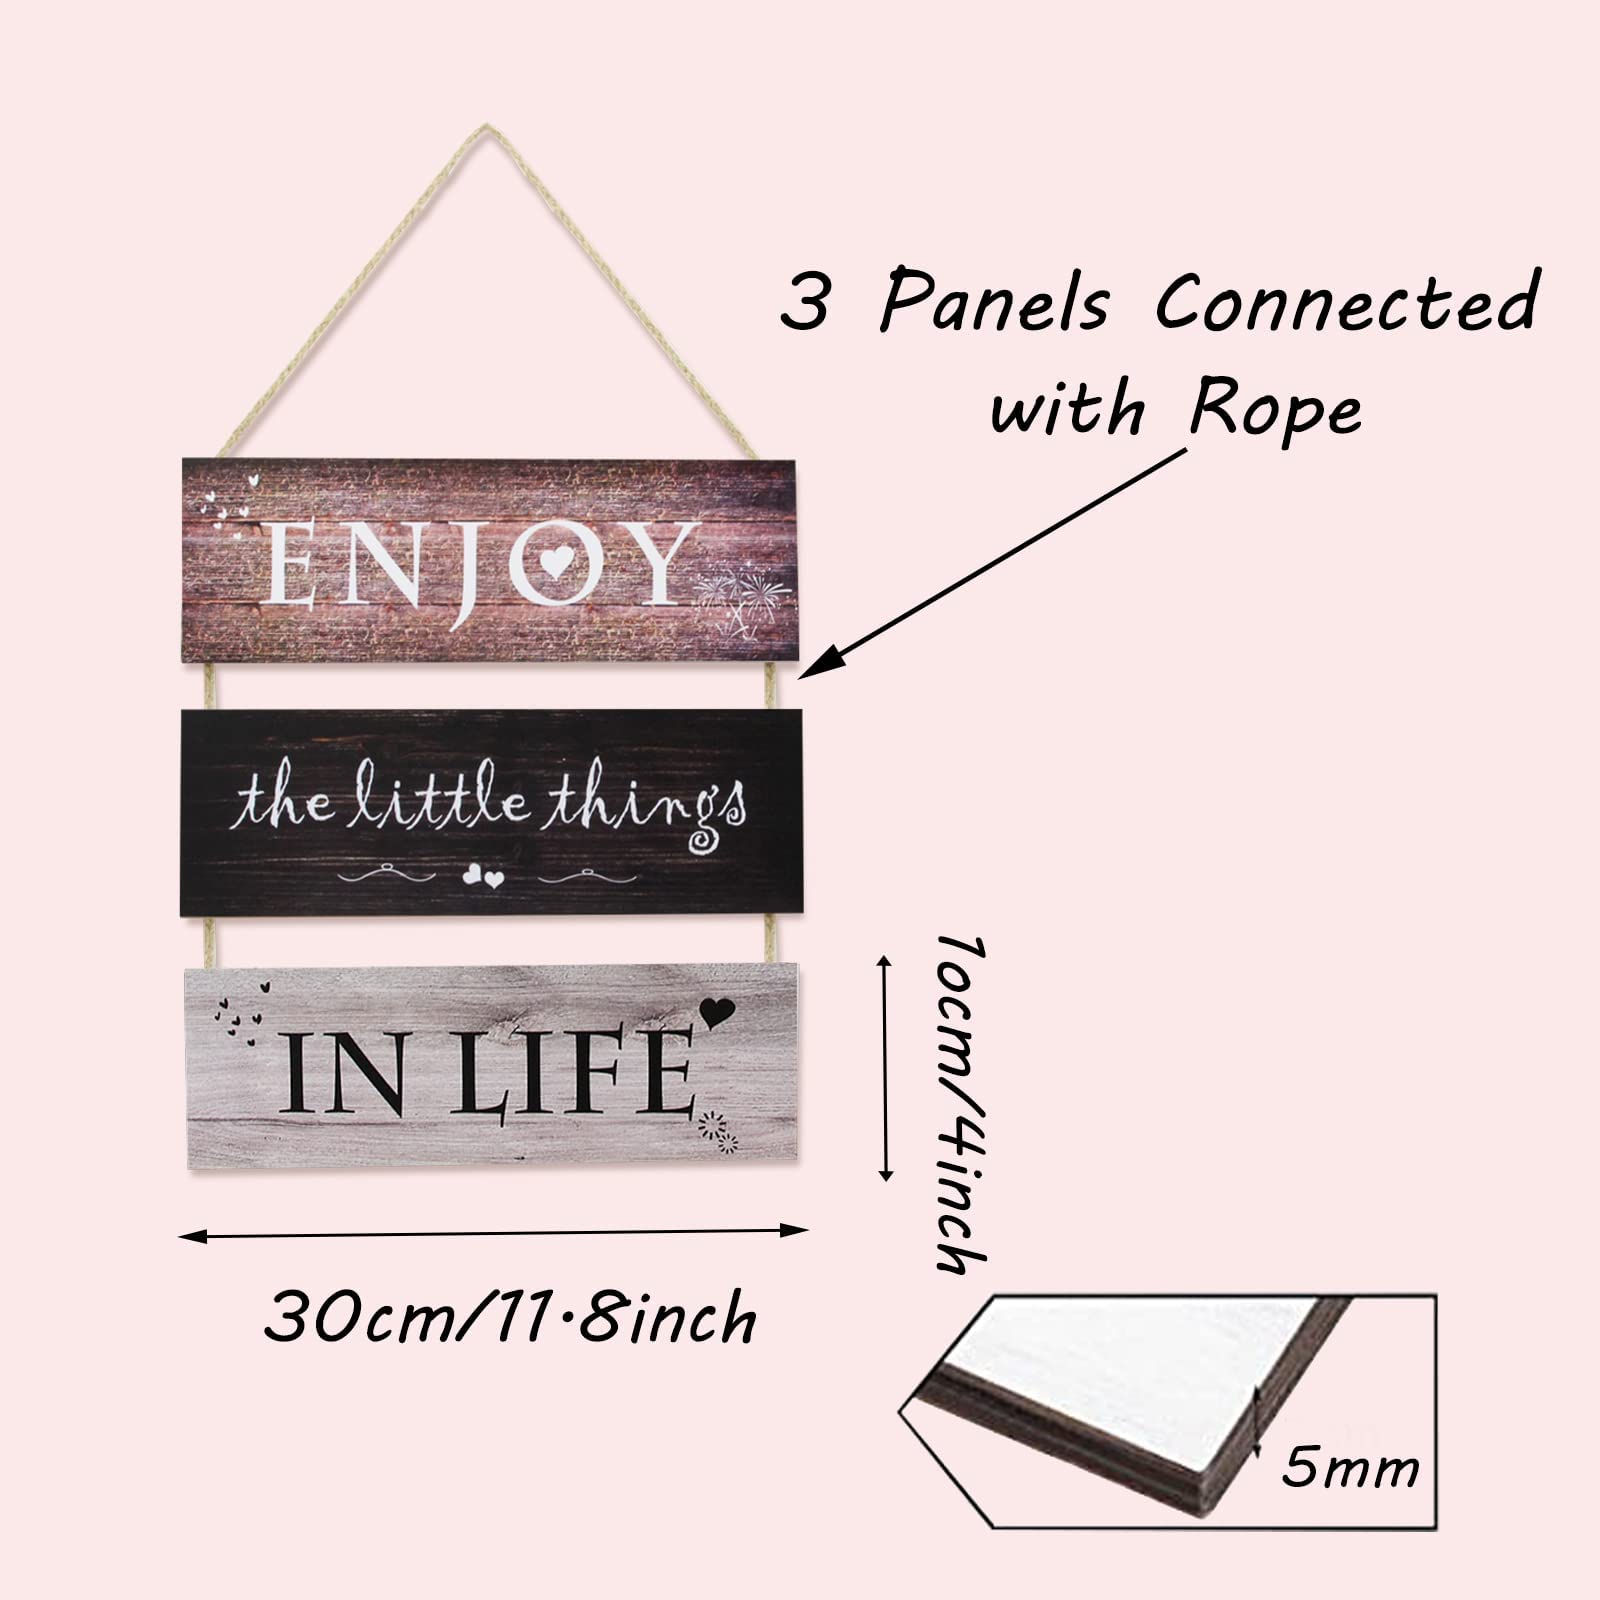 3 Panels Connected
with Rope
ENJOY
the little things
IN LIFE
10cm/4inch
30cm/11.8inch
5mm